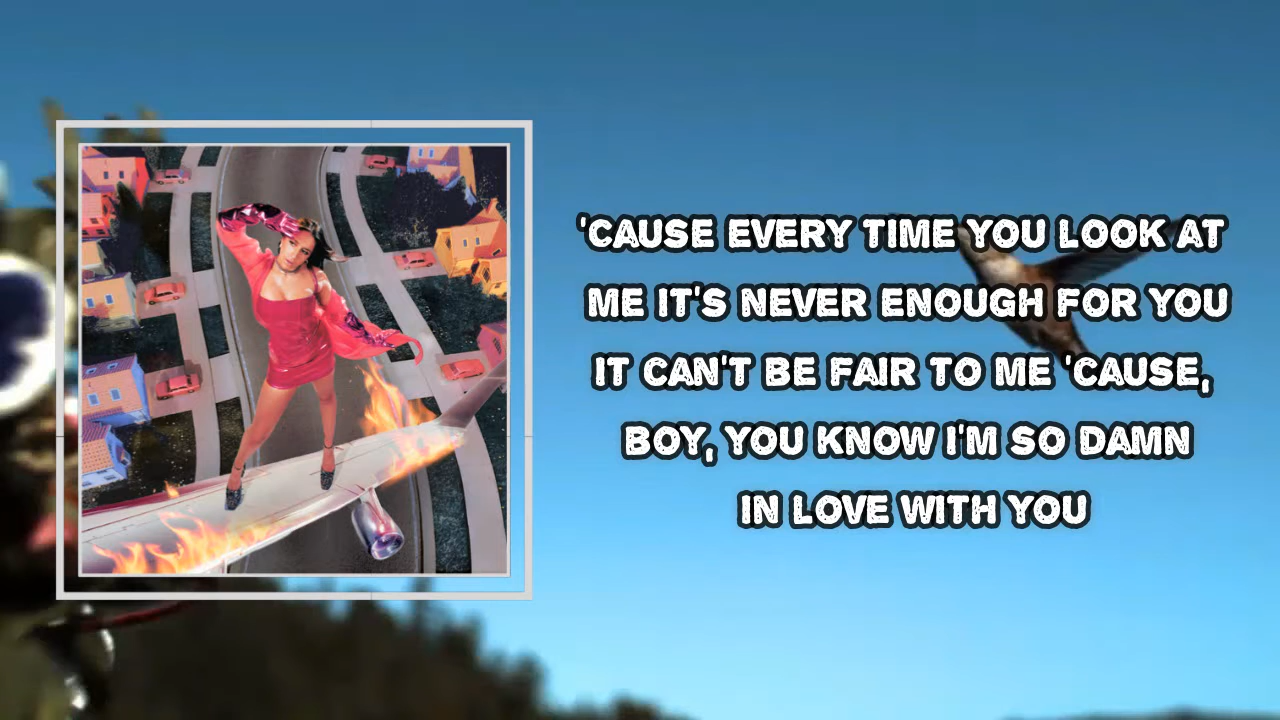 'CAUSE EVERY TIME YOU LOOK AT
ME IT'S NEVER ENOUGH FOR YOU
IT CAN'T BE FAIR TO ME 'CAUSE,
BOY, YOU KNOW I'M SO DAMN
IN LOVE WITH YOU